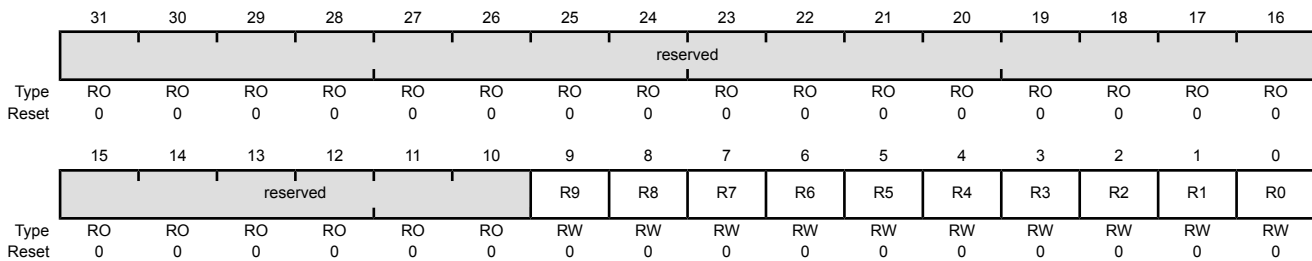 31 30 29 28 27 26 25 24 23 22 21 20 19 18 17 16
reserved
Type RO RO RO RO RO RO RO RO RO RO RO RO RO RO RO RO
Reset 0 0 0 0 0 0 0 0 0 0 0 0 0 0 0 0
15 14 13 12 11 10 9 8 7 6 5 4 3 2 1 0
reserved R9 R8 R7 R6 R5 R4 R3 R2 R1 R0
Type RO RO RO RO RO RO RW RW RW RW RW RW RW RW RW RW
Reset 0 0 0 0 0 0 0 0 0 0 0 0 0 0 0 0